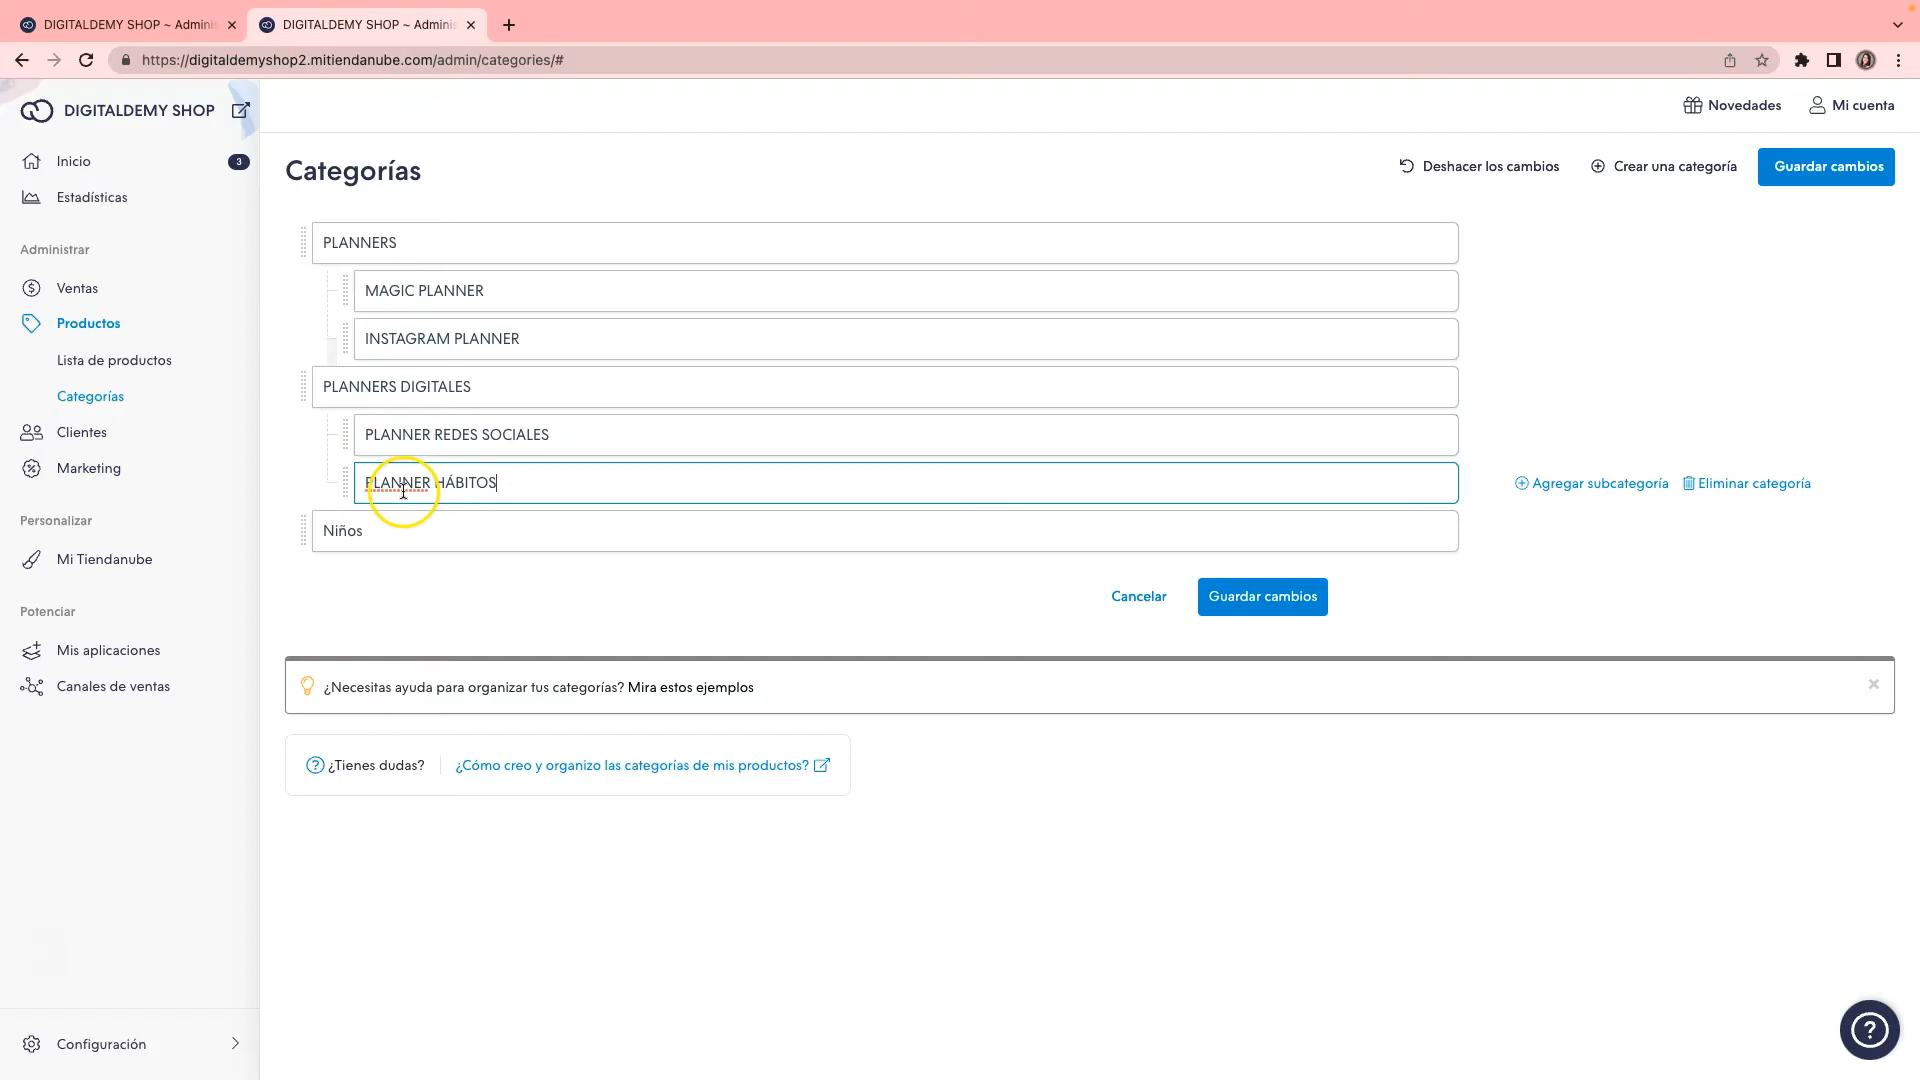 DIGITALDEMY SHOP ~ Adminis
DIGITALDEMY SHOP ~ Adminis
https://digitaldemyshop2.mitiendanube.com/admin/categories/#
DIGITALDEMY SHOP
Novedades
Mi cuenta
Inicio
3
Estadísticas
Administrar
Ventas
Productos
Lista de productos
Categorías
Clientes
Marketing
Personalizar
Mi Tiendanube
Potenciar
Mis aplicaciones
Canales de ventas
Configuración
Categorías
Deshacer los cambios
Crear una categoría
Guardar cambios
PLANNERS
MAGIC PLANNER
INSTAGRAM PLANNER
PLANNERS DIGITALES
PLANNER REDES SOCIALES
PLANNER HÁBITOS
Agregar subcategoría
Eliminar categoría
Niños
Cancelar
Guardar cambios
¿Necesitas ayuda para organizar tus categorías? Mira estos ejemplos
¿Tienes dudas?
¿Cómo creo y organizo las categorías de mis productos?